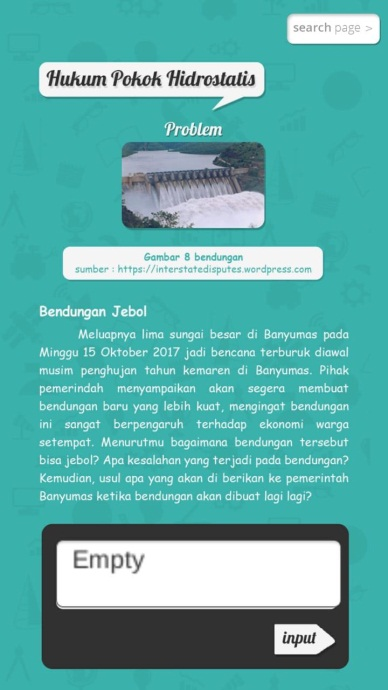 search page >
Hukum Pokok Hidrostatis
Problem
Gambar 8 bendungan
sumber : https://interstatedisputes.wordpress.com
Bendungan Jebol
Meluapnya lima sungai besar di Banyumas pada
Minggu 15 Oktober 2017 jadi bencana terburuk diawal
musim penghujan tahun kemaren di Banyumas. Pihak
pemerindah menyampaikan akan segera membuat
bendungan baru yang lebih kuat, mengingat bendungan
ini sangat berpengaruh terhadap ekonomi warga
setempat. Menurutmu bagaimana bendungan tersebut
bisa jebol? Apa kesalahan yang terjadi pada bendungan?
Kemudian, usul apa yang akan di berikan ke pemerintah
Banyumas ketika bendungan akan dibuat lagi lagi?
Empty
input